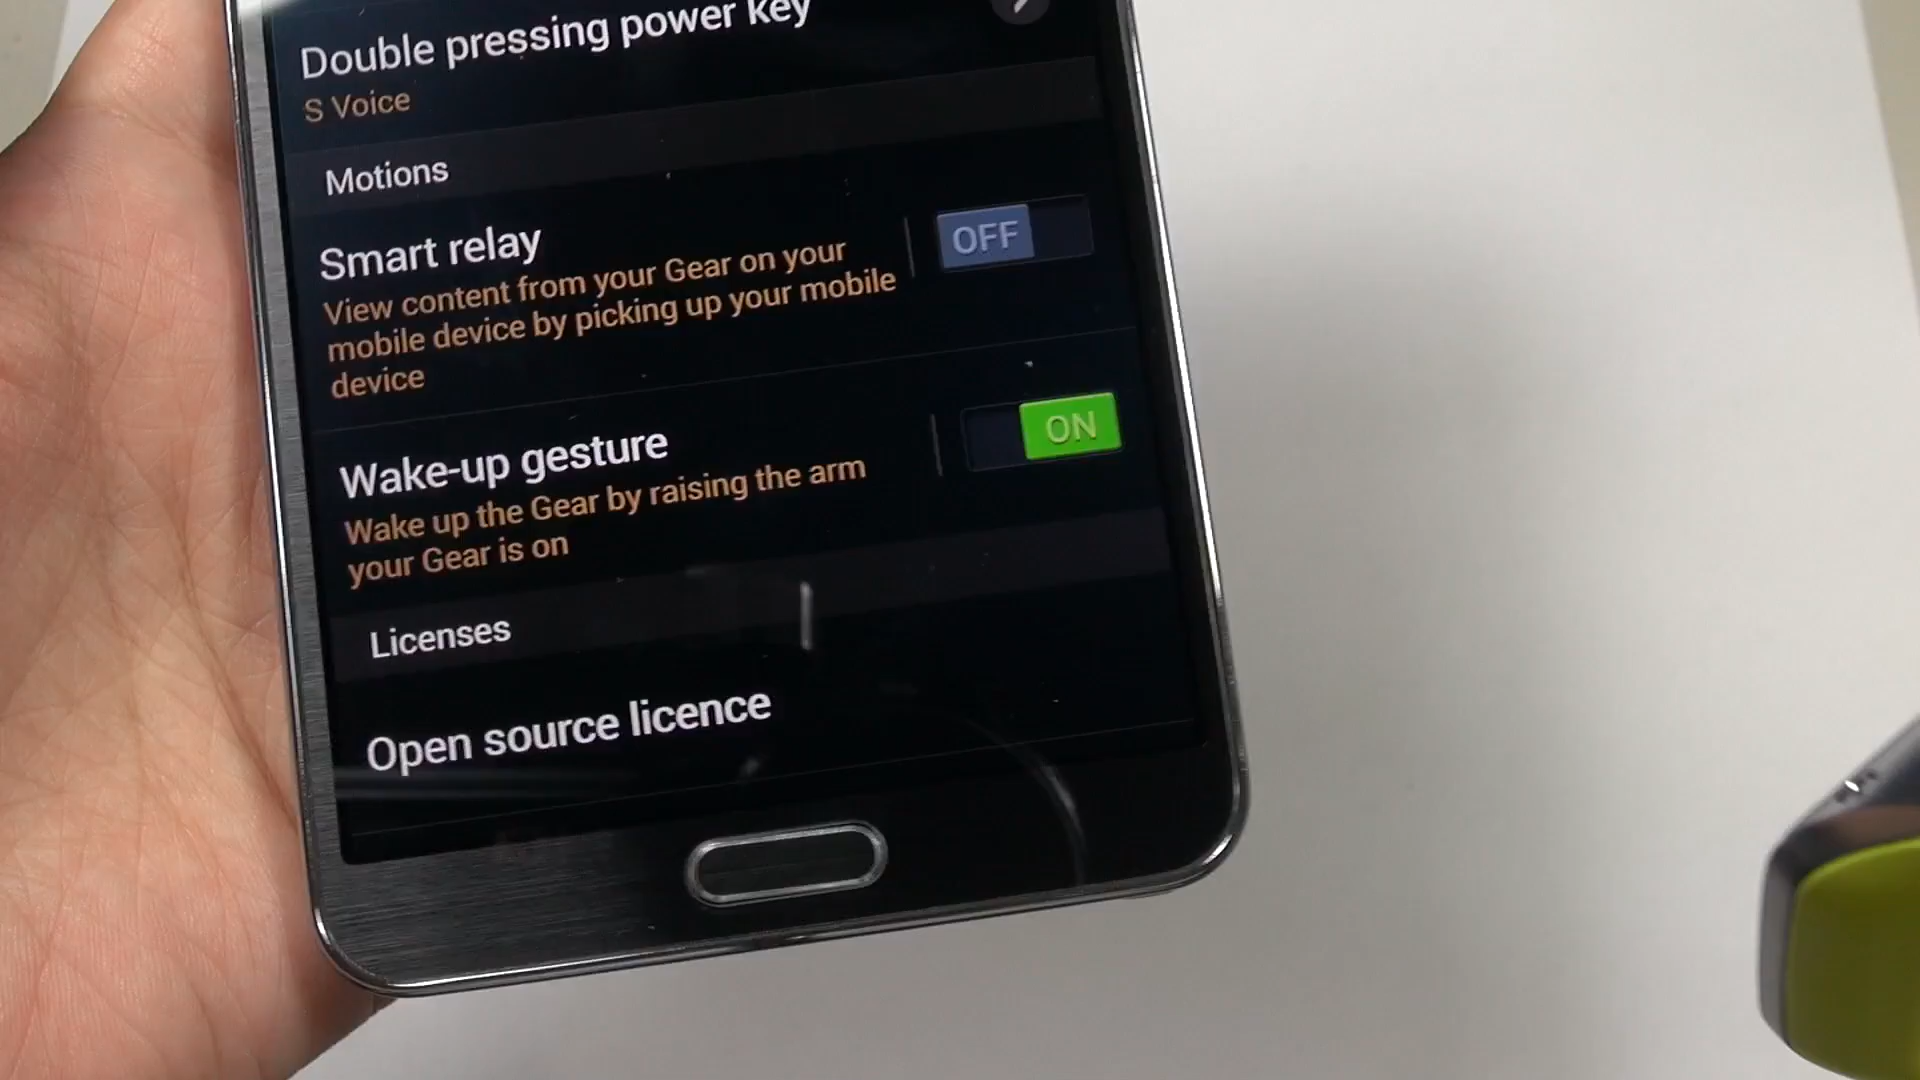 Double pressing power key
S Voice
Motions
Smart relay
OFF
View content from your Gear on your
mobile device by picking up your mobile
device
Wake-up gesture
ON
Wake up the Gear by raising the arm
your Gear is on
Licenses
Open source licence